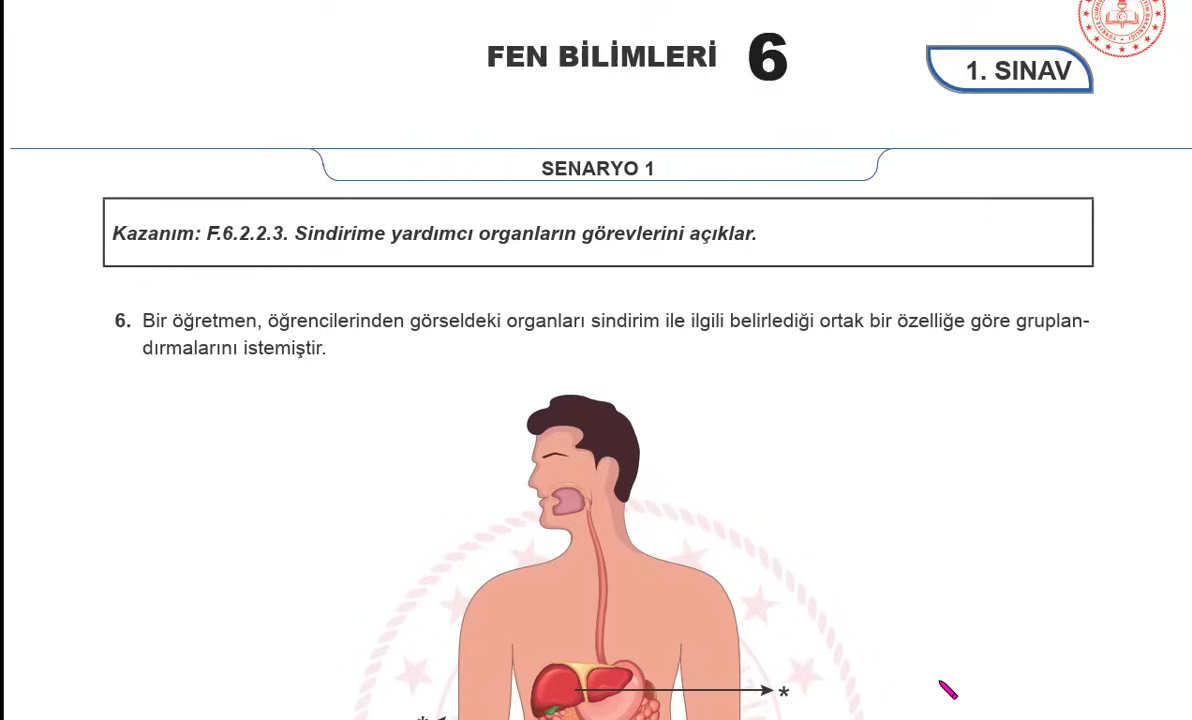 FEN BİLİMLERİ 6
1. SINAV
SENARYO 1
Kazanım: F.6.2.2.3. Sindirime yardımcı organların görevlerini açıklar.
6. Bir öğretmen, öğrencilerinden görseldeki organları sindirim ile ilgili belirlediği ortak bir özelliğe göre gruplan-
dırmalarını istemiştir.
*